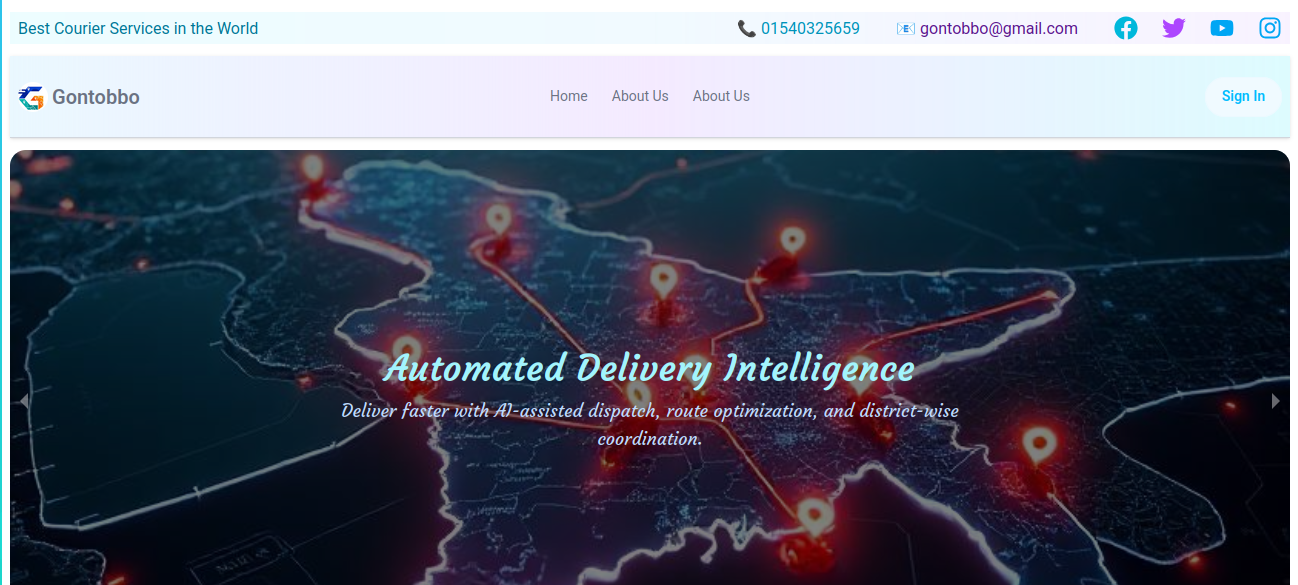 Best Courier Services in the World
📞 01540325659
📧 gontobbo@gmail.com
Gontobbo
Home
About Us
About Us
Sign In
Automated Delivery Intelligence
Deliver faster with AI-assisted dispatch, route optimization, and district-wise
coordination.